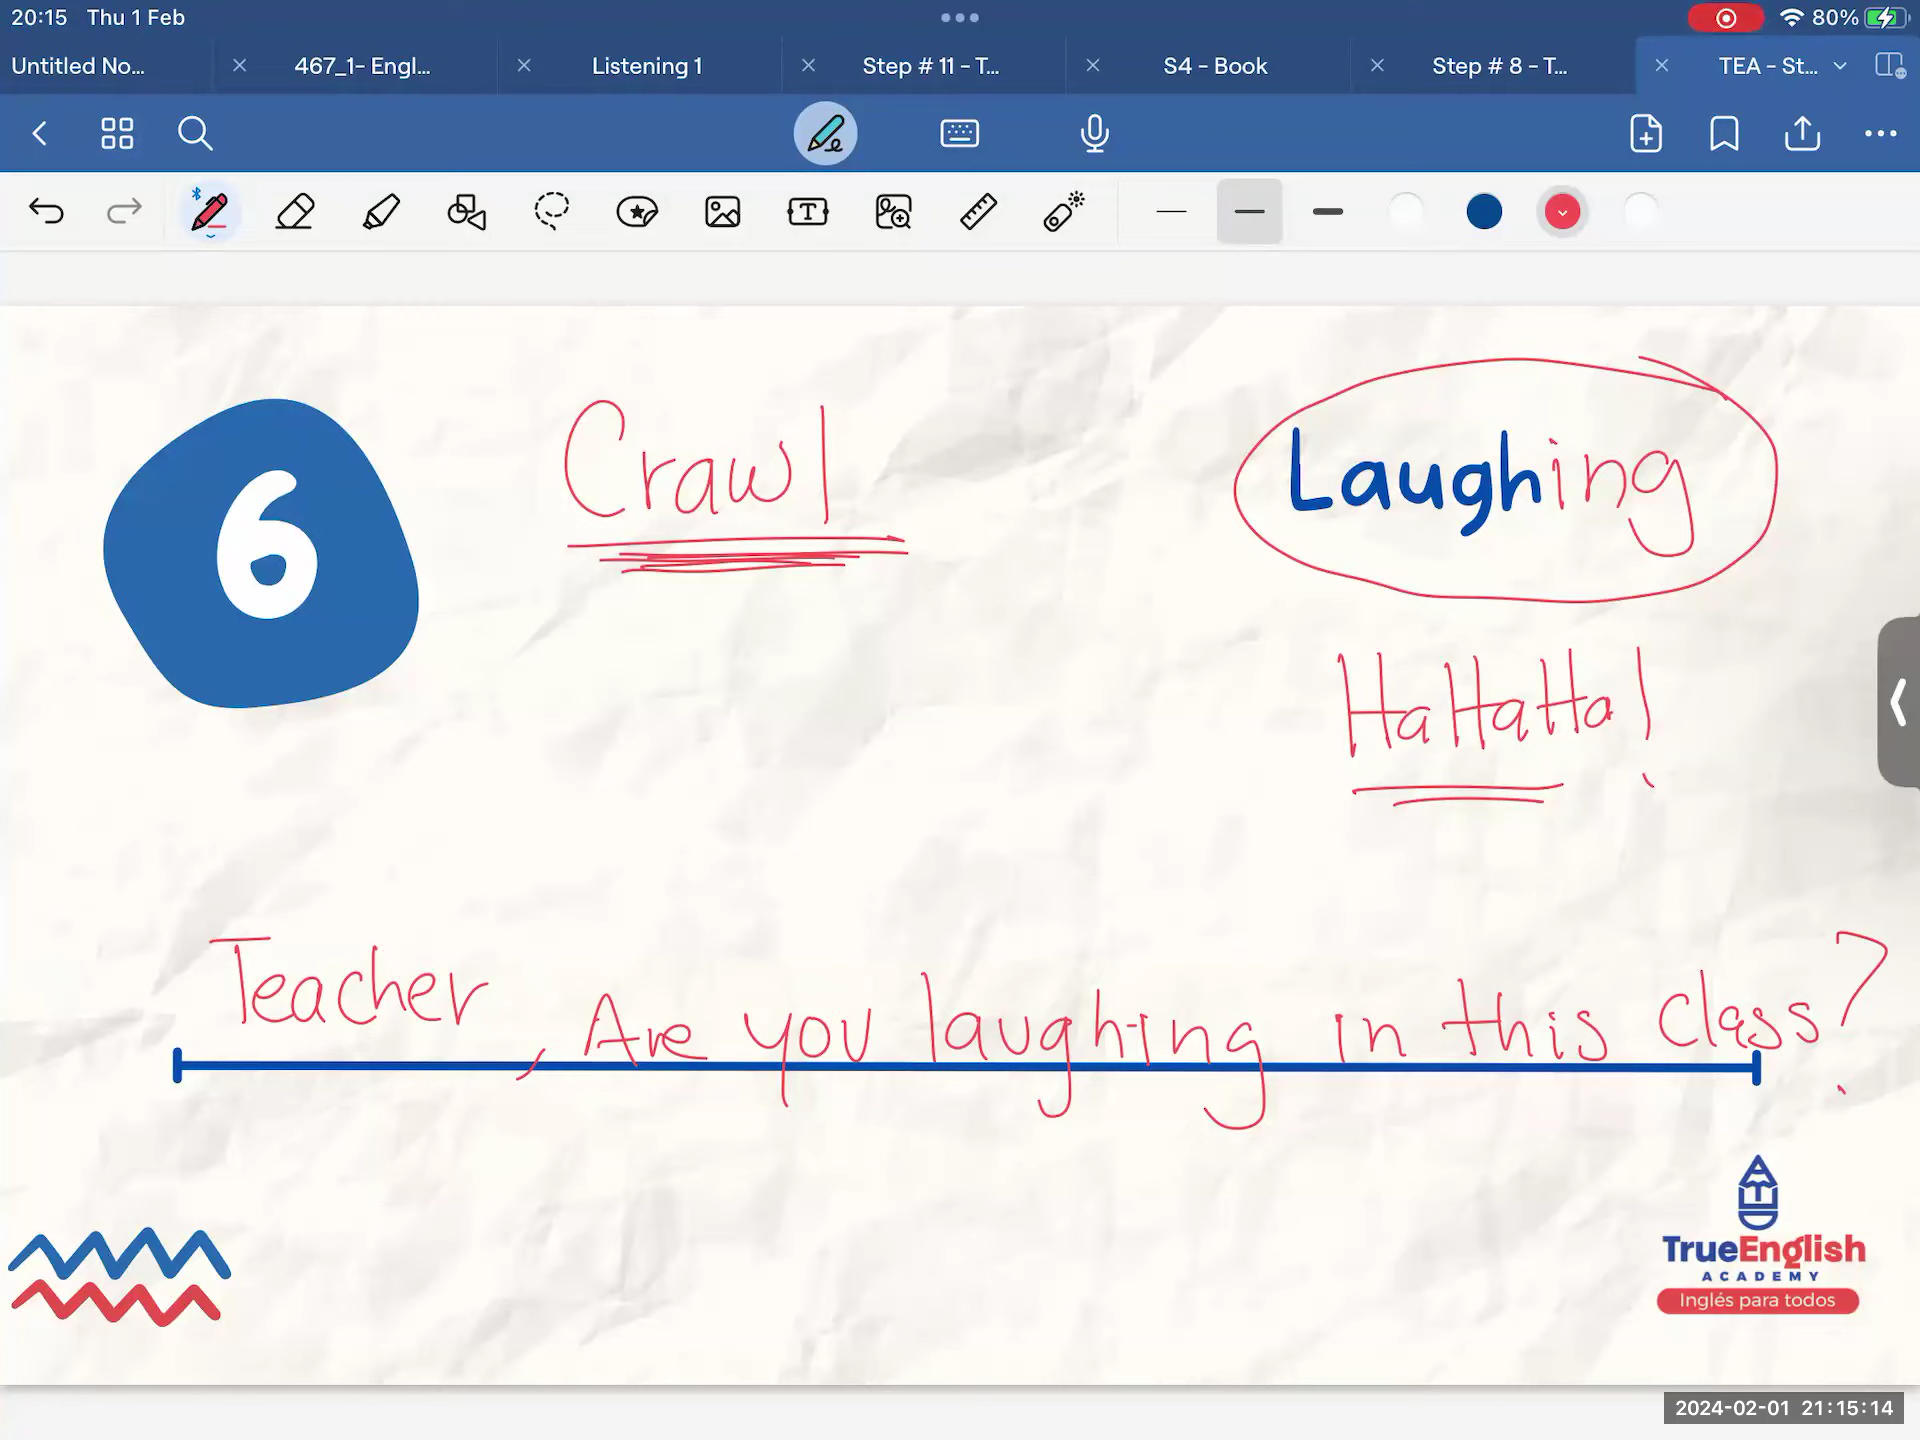 20:15 Thu 1 Feb
80%
Untitled No...
467_1- Engl...
Listening 1
Step # 11 - T...
S4 - Book
Step # 8 - T...
TEA - St...
6
Crawl
Laughing
HaHaHa!
Teacher, Are you laughing in this class?
TrueEnglish
ACADEMY
Inglés para todos
2024-02-01 21:15:14